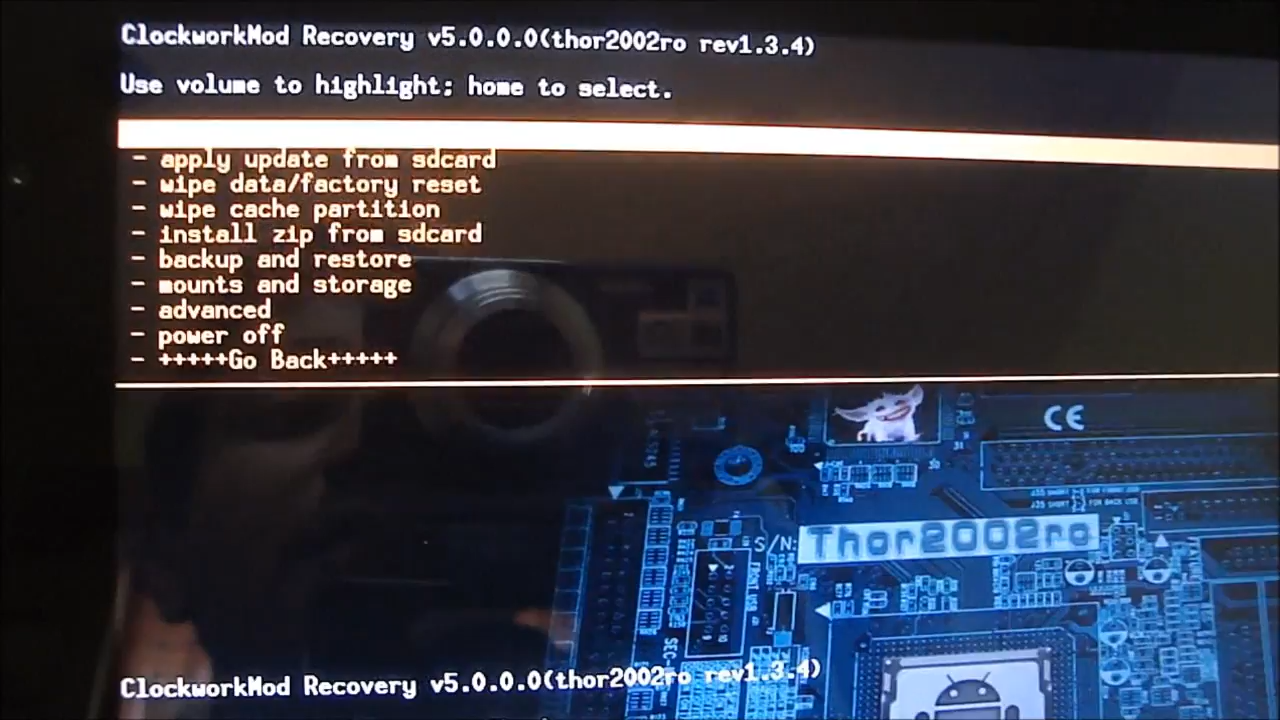 ClockworkMod Recovery v5.0.0.0(thor2002ro rev1.3.4)
Use volume to highlight; home to select.
- apply update from sdcard
- wipe data/factory reset
- wipe cache partition
- install zip from sdcard
- backup and restore
- mounts and storage
- advanced
- power off
- +++++Go Back+++++
CE
S/N: Thor2002ro
ClockworkMod Recovery v5.0.0.0(thor2002ro rev1.3.4)